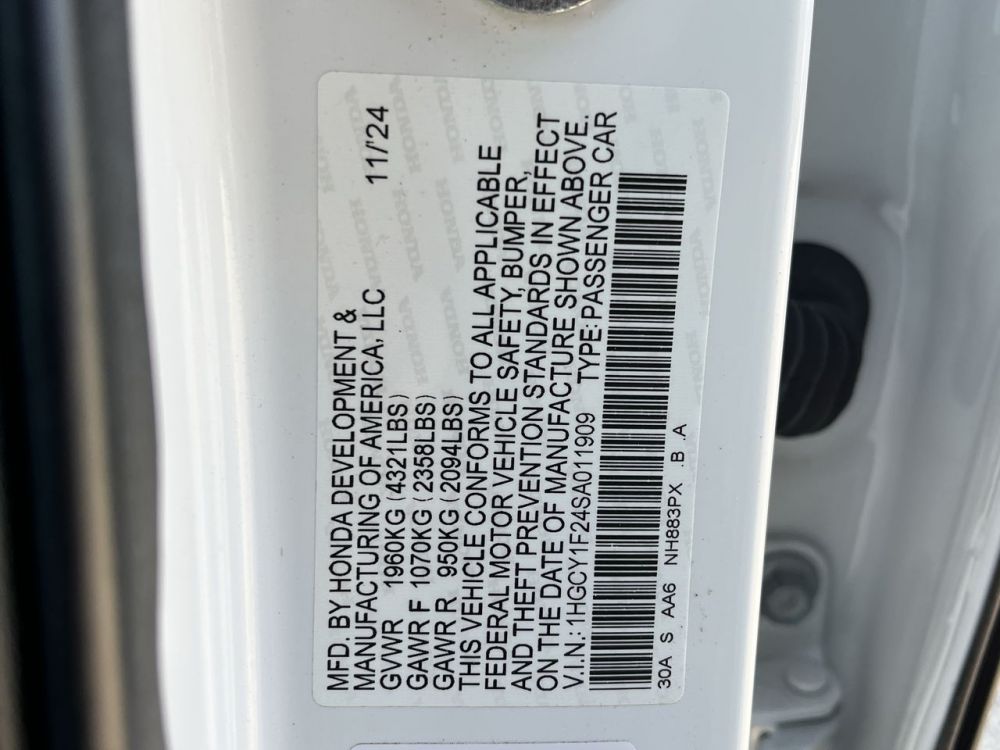 MFD. BY HONDA DEVELOPMENT &
MANUFACTURING OF AMERICA, LLC 11/'24
GVWR 1960KG (4321LBS)
GAWR F 1070KG (2358LBS)
GAWR R 950KG (2094LBS)
THIS VEHICLE CONFORMS TO ALL APPLICABLE
FEDERAL MOTOR VEHICLE SAFETY, BUMPER,
AND THEFT PREVENTION STANDARDS IN EFFECT
ON THE DATE OF MANUFACTURE SHOWN ABOVE.
V.I.N.: 1HGCY1F24SA011909 TYPE: PASSENGER CAR
30A S AA6 NH883PX .B .A